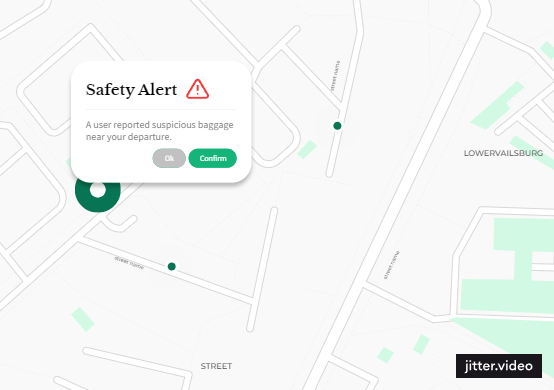 Safety Alert
A user reported suspicious baggage
near your departure.
Ok
Confirm
street name
LOWERVAILSBURG
street name
street name
STREET
jitter.video